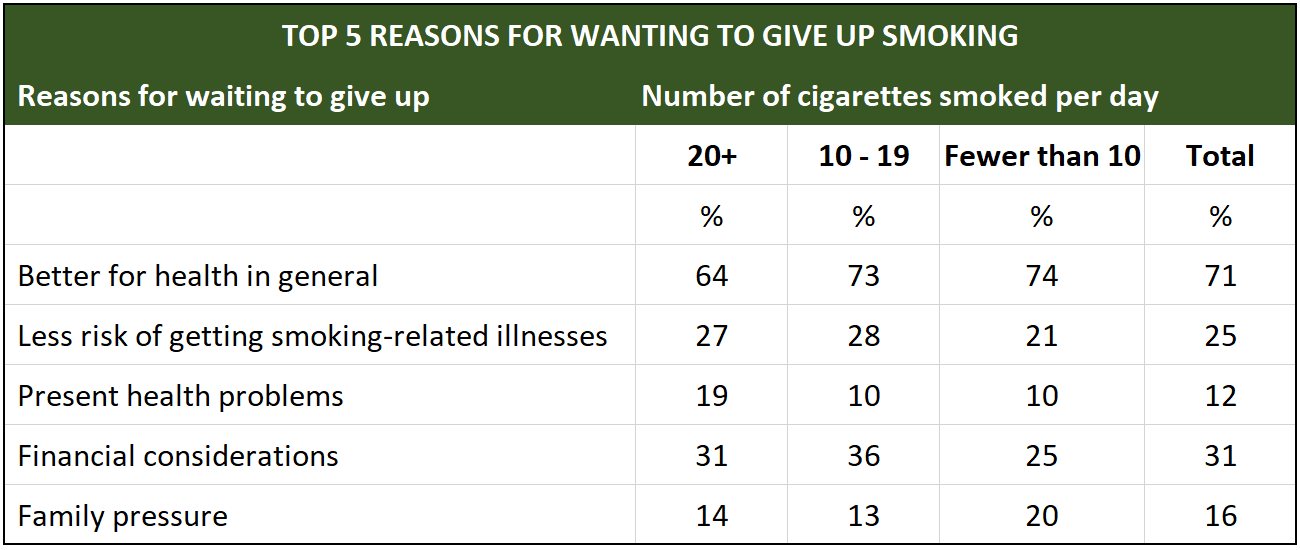 TOP 5 REASONS FOR WANTING TO GIVE UP SMOKING
Reasons for waiting to give up Number of cigarettes smoked per day
20+ 10 - 19 Fewer than 10 Total
% % % %
Better for health in general 64 73 74 71
Less risk of getting smoking-related illnesses 27 28 21 25
Present health problems 19 10 10 12
Financial considerations 31 36 25 31
Family pressure 14 13 20 16